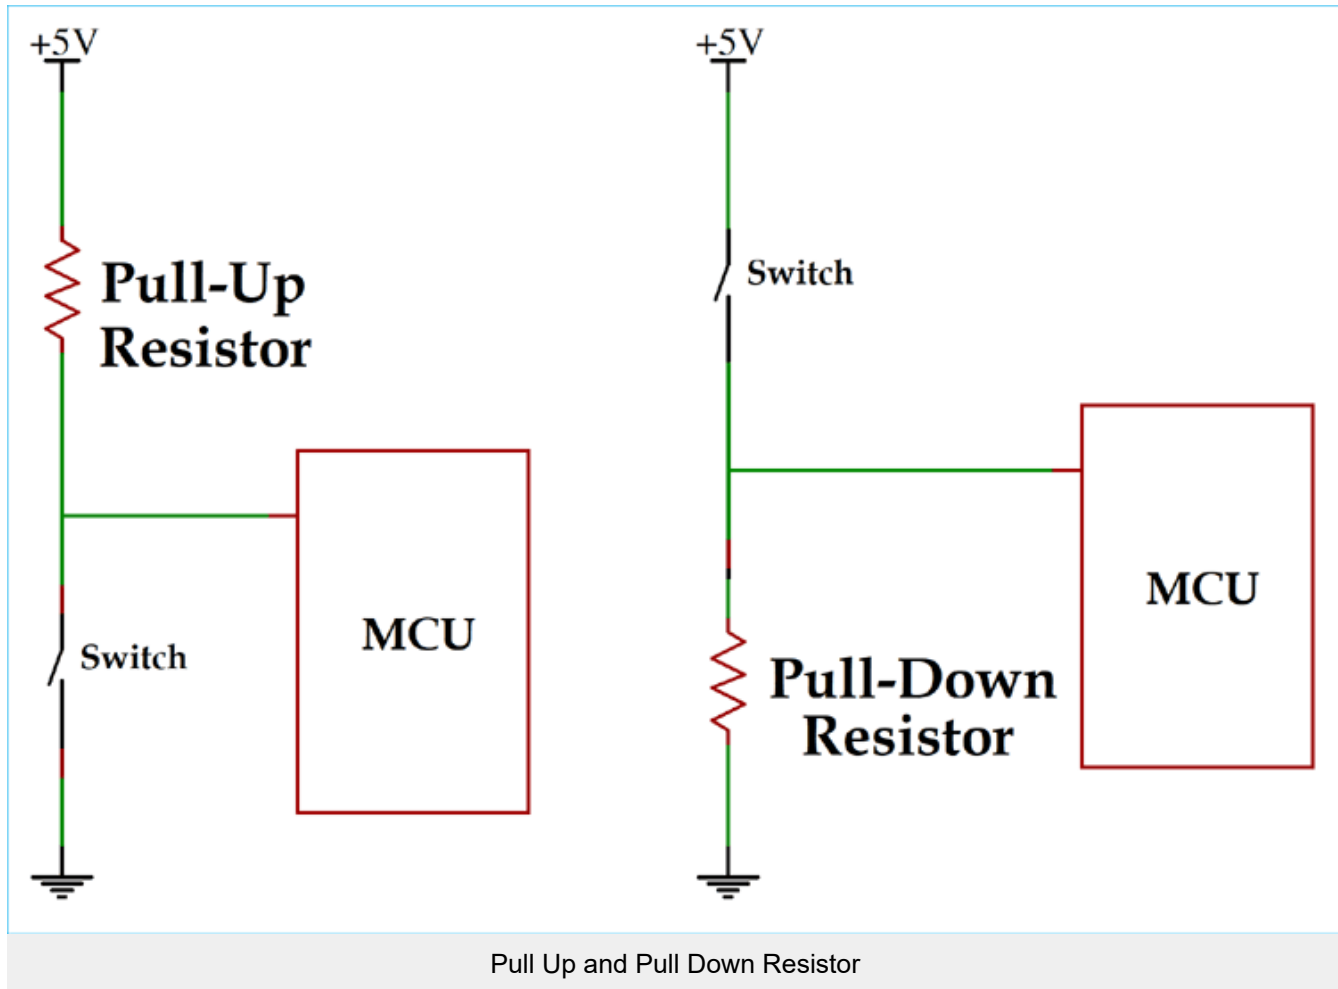 +5V
Pull-Up
Resistor
Switch
MCU
+5V
Switch
MCU
Pull-Down
Resistor
Pull Up and Pull Down Resistor